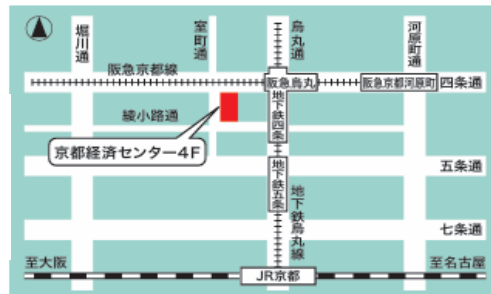 堀川通
室町通
烏丸通
河原町通
阪急京都線
阪急烏丸
阪急京都河原町
四条通
綾小路通
地下鉄四条
京都経済センター4F
五条通
地下鉄五条
地下鉄烏丸線
七条通
至大阪
至名古屋
JR京都